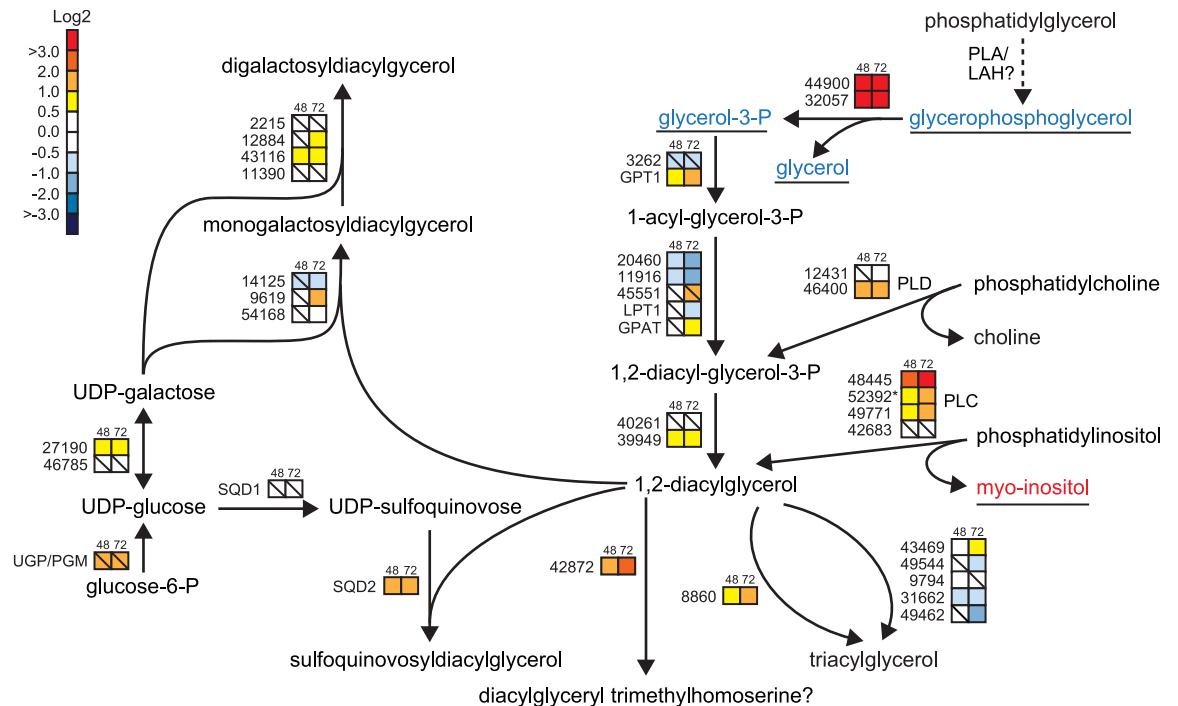 Log2
>3.0
2.0
1.0
0.5
0.0
-0.5
-1.0
-2.0
>-3.0
digalactosyldiacylgycerol
48 72
2215
12884
43116
11390
monogalactosyldiacylgycerol
48 72
14125
9619
54168
UDP-galactose
48 72
27190
46785
UDP-glucose
48 72
UGP/PGM
glucose-6-P
48 72
SQD1
UDP-sulfoquinovose
48 72
SQD2
sulfoquinovosyldiacylglycerol
phosphatidylglycerol
PLA/
LAH?
48 72
44900
32057
glycerol-3-P
glycerophosphoglycerol
glycerol
48 72
3262
GPT1
1-acyl-glycerol-3-P
48 72
20460
11916
45551
LPT1
GPAT
48 72
12431
46400
PLD
phosphatidylcholine
choline
1,2-diacyl-glycerol-3-P
48 72
48445
52392*
49771
42683
PLC
48 72
40261
39949
phosphatidylinositol
myo-inositol
1,2-diacylglycerol
48 72
42872
48 72
8860
48 72
43469
49544
9794
31662
49462
triacylglycerol
diacylglyceryl trimethylhomoserine?